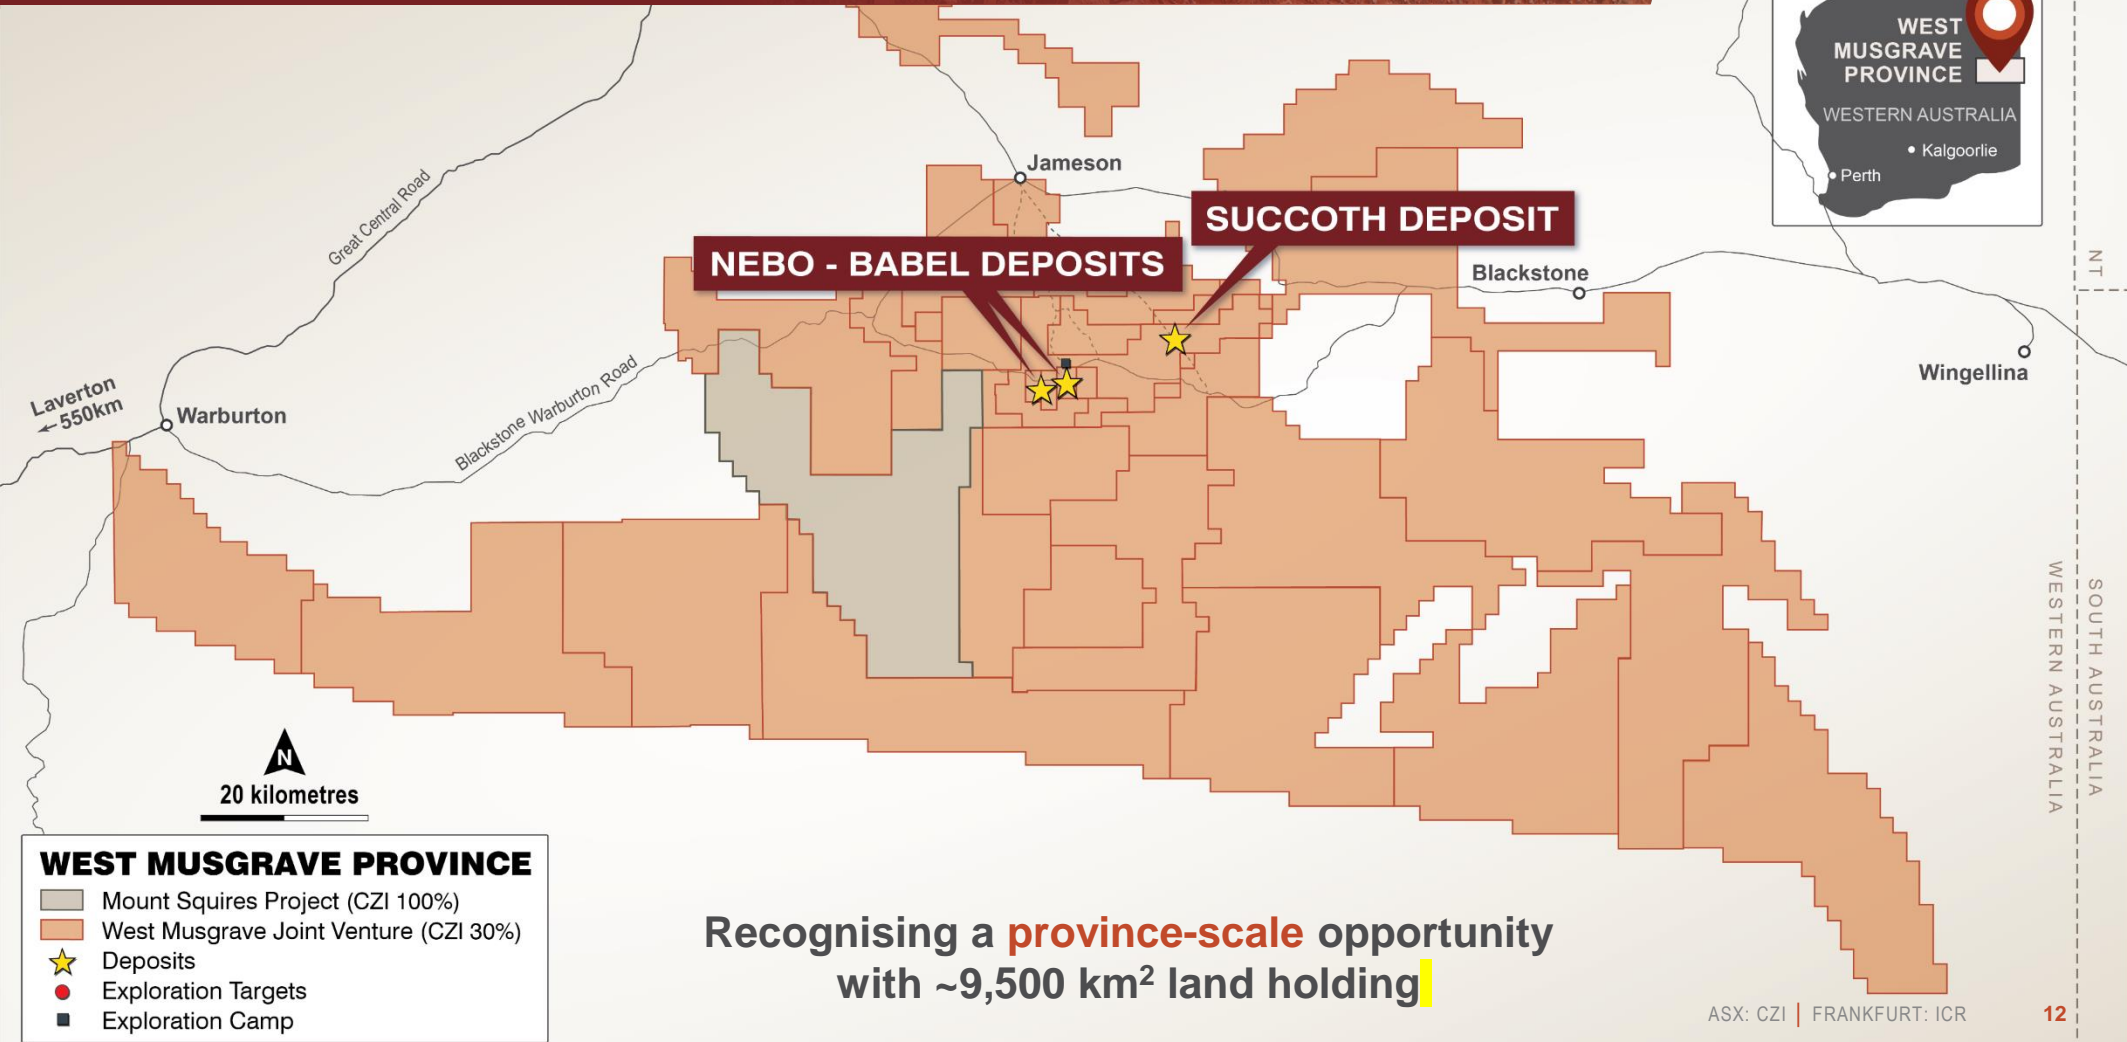 WEST
MUSGRAVE
PROVINCE
WESTERN AUSTRALIA
Kalgoorlie
Perth
Jameson
SUCCOTH DEPOSIT
NEBO - BABEL DEPOSITS
Great Central Road
Blackstone
NT
Wingellina
Laverton
←550km
Warburton
Blackstone Warburton Road
WESTERN AUSTRALIA
SOUTH AUSTRALIA
N
20 kilometres
WEST MUSGRAVE PROVINCE
Mount Squires Project (CZI 100%)
West Musgrave Joint Venture (CZI 30%)
Deposits
Exploration Targets
Exploration Camp
Recognising a province-scale opportunity
with ~9,500 km² land holding
ASX: CZI | FRANKFURT: ICR 12